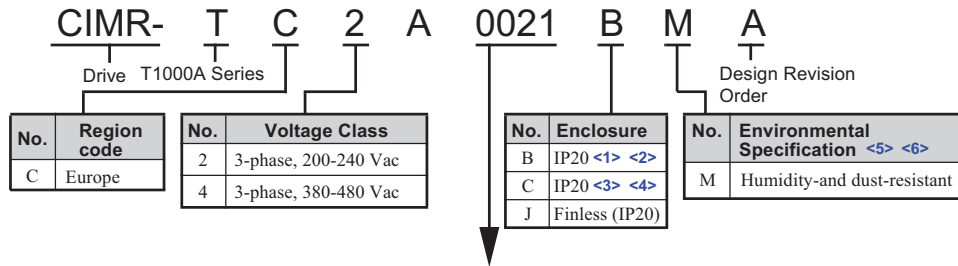 CIMR- T C 2 A 0021 B M A
Drive T1000A Series
Design Revision
Order
No. Region code
C Europe
No. Voltage Class
2 3-phase, 200-240 Vac
4 3-phase, 380-480 Vac
No. Enclosure
B IP20 <1> <2>
C IP20 <3> <4>
J Finless (IP20)
No. Environmental
Specification <5> <6>
M Humidity-and dust-resistant